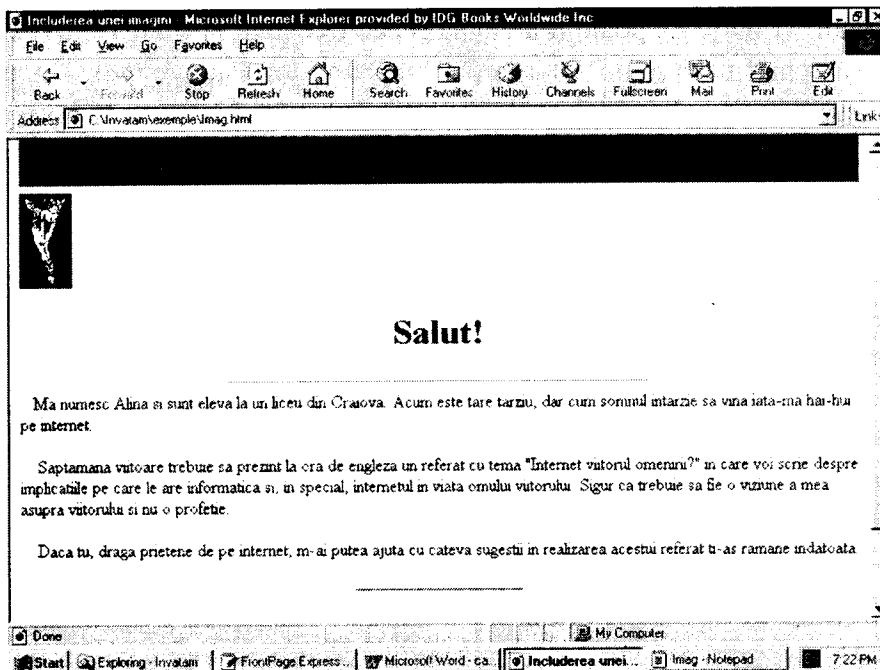 Includerea unei imagini - Microsoft Internet Explorer provided by IDG Books Worldwide Inc
File Edit View Go Favorites Help
Back Forward Stop Refresh Home Search Favorites History Channels Fullscreen Mail Print Edit
Address C:\Invatam\exemple\Imag.html Links
Salut!
Ma numesc Alina si sunt eleva la un liceu din Craiova. Acum este tare tarziu, dar cum somnul intarzie sa vina iata-ma hai-hui
pe internet.
Saptamana viitoare trebuie sa prezint la ora de engleza un referat cu tema "Internet viitorul omenirii?" in care voi scrie despre
implicatiile pe care le are informatica si, in special, internetul in viata omului viitorului. Sigur ca trebuie sa fie o viziune a mea
asupra viitorului si nu o profetie.
Daca tu, draga prietene de pe internet, m-ai putea ajuta cu cateva sugestii in realizarea acestui referat ti-as ramane indatoata
Done My Computer
Start Exploring - Invatam FrontPage Express... Microsoft Word - ca... Includerea unei... Imag - Notepad 7:22 PM